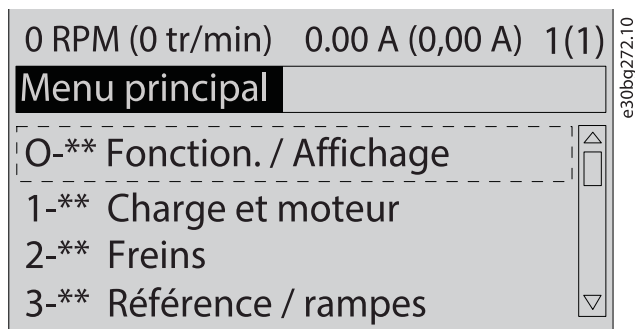 0 RPM (0 tr/min) 0.00 A (0,00 A) 1(1)
Menu principal
O-** Fonction. / Affichage
1-** Charge et moteur
2-** Freins
3-** Référence / rampes
e30bq272.10